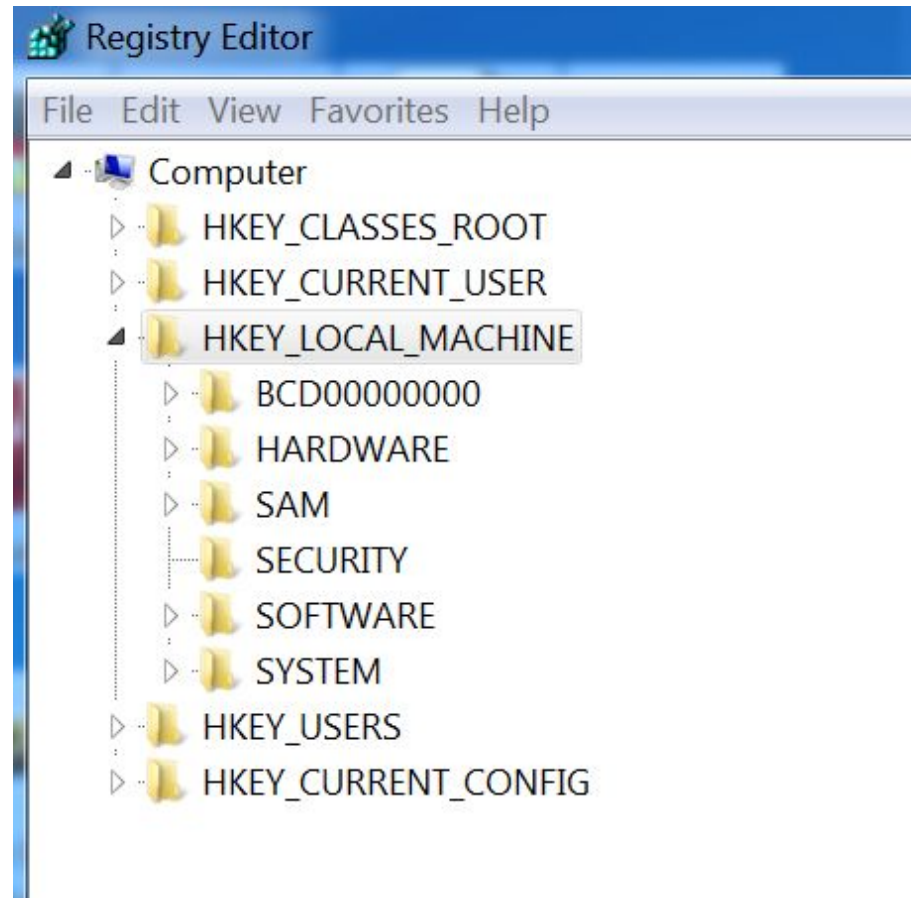 Registry Editor
File Edit View Favorites Help
Computer
HKEY_CLASSES_ROOT
HKEY_CURRENT_USER
HKEY_LOCAL_MACHINE
BCD00000000
HARDWARE
SAM
SECURITY
SOFTWARE
SYSTEM
HKEY_USERS
HKEY_CURRENT_CONFIG